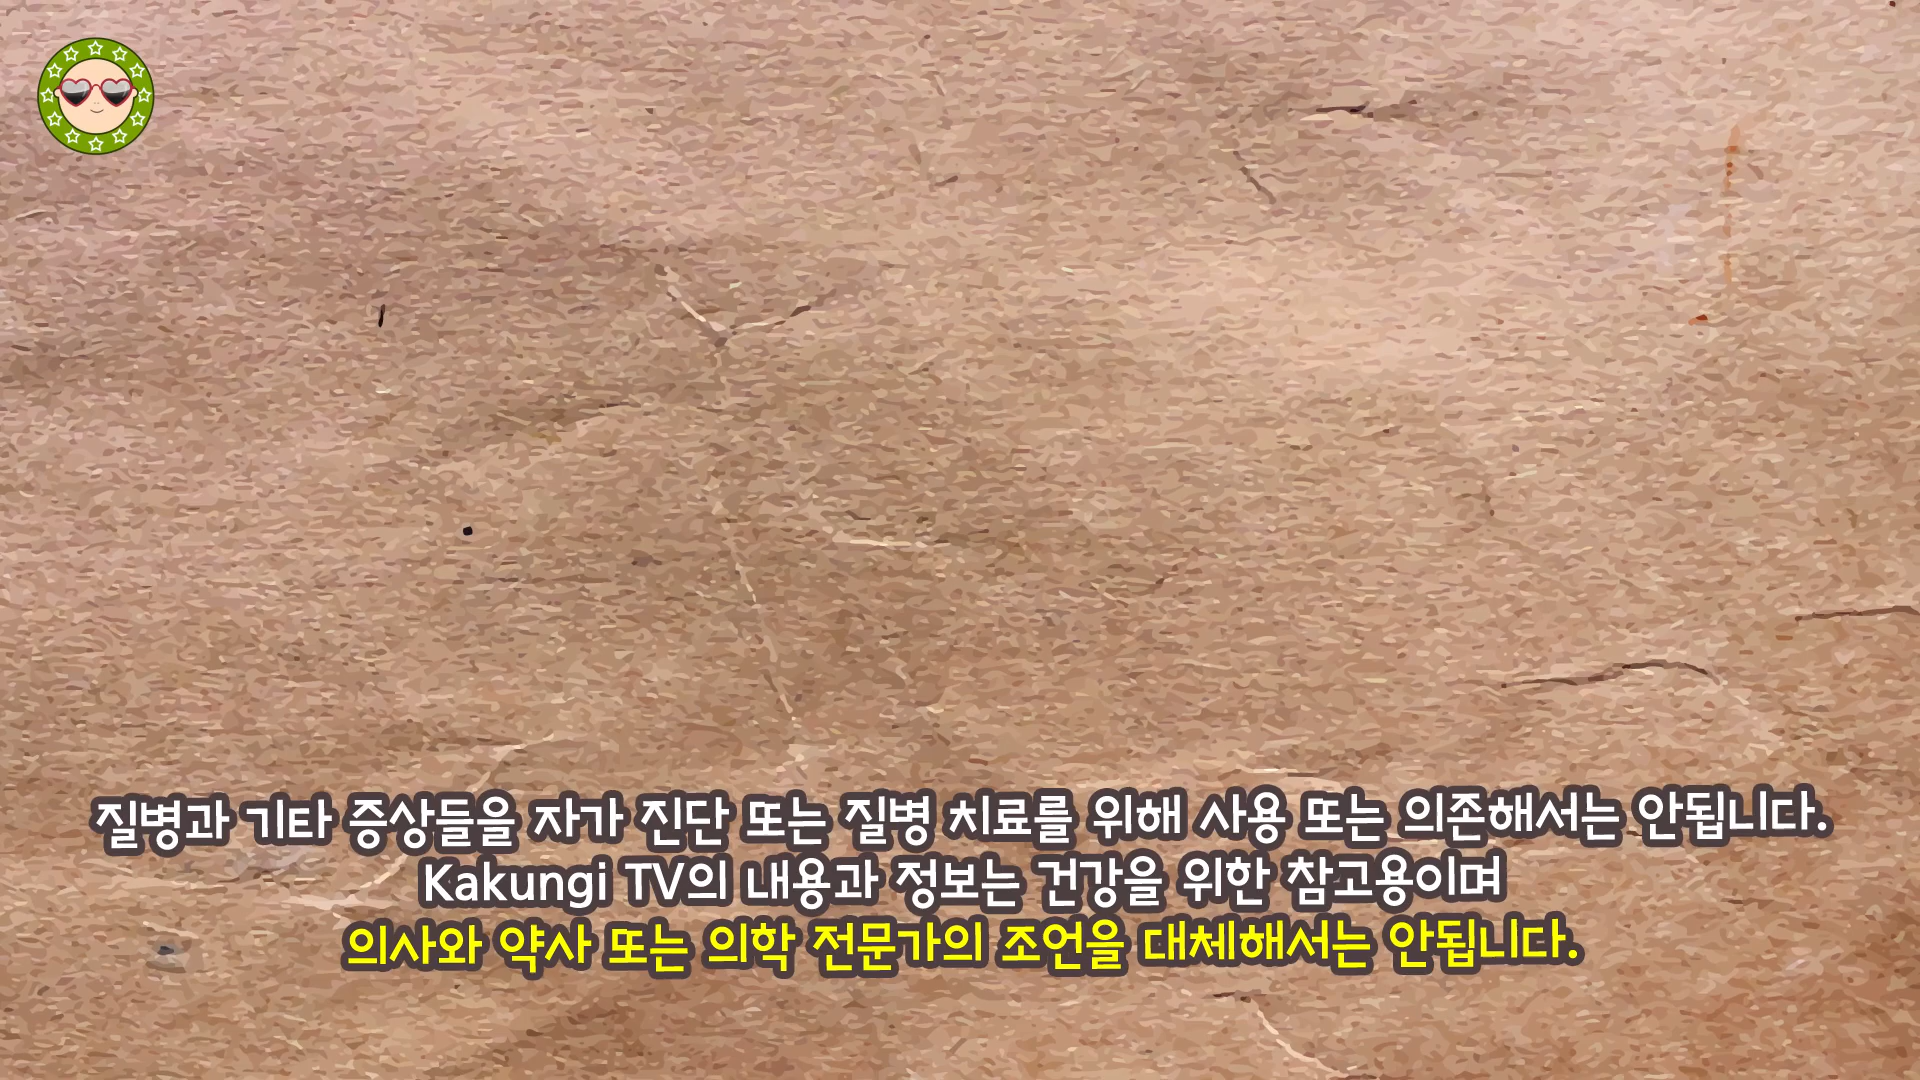 질병과 기타 증상들을 자가 진단 또는 질병 치료를 위해 사용 또는 의존해서는 안됩니다.
Kakungi TV의 내용과 정보는 건강을 위한 참고용이며
의사와 약사 또는 의학 전문가의 조언을 대체해서는 안됩니다.